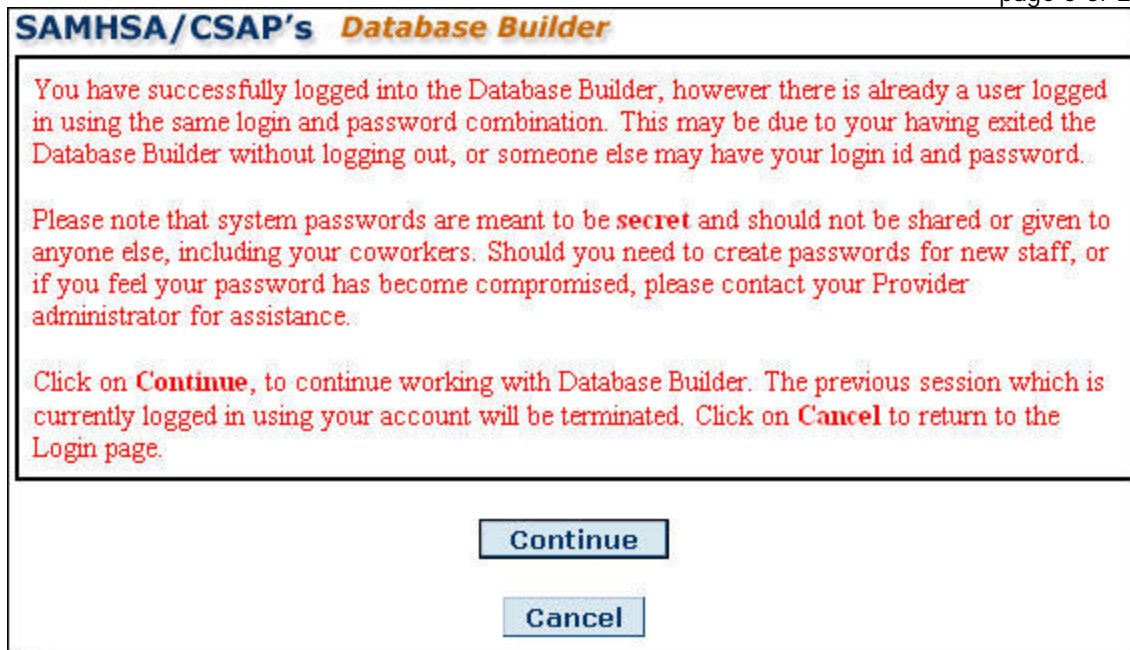 SAMHSA/CSAP's Database Builder
You have successfully logged into the Database Builder, however there is already a user logged
in using the same login and password combination. This may be due to your having exited the
Database Builder without logging out, or someone else may have your login id and password.
Please note that system passwords are meant to be secret and should not be shared or given to
anyone else, including your coworkers. Should you need to create passwords for new staff, or
if you feel your password has become compromised, please contact your Provider
administrator for assistance.
Click on Continue, to continue working with Database Builder. The previous session which is
currently logged in using your account will be terminated. Click on Cancel to return to the
Login page.
Continue
Cancel